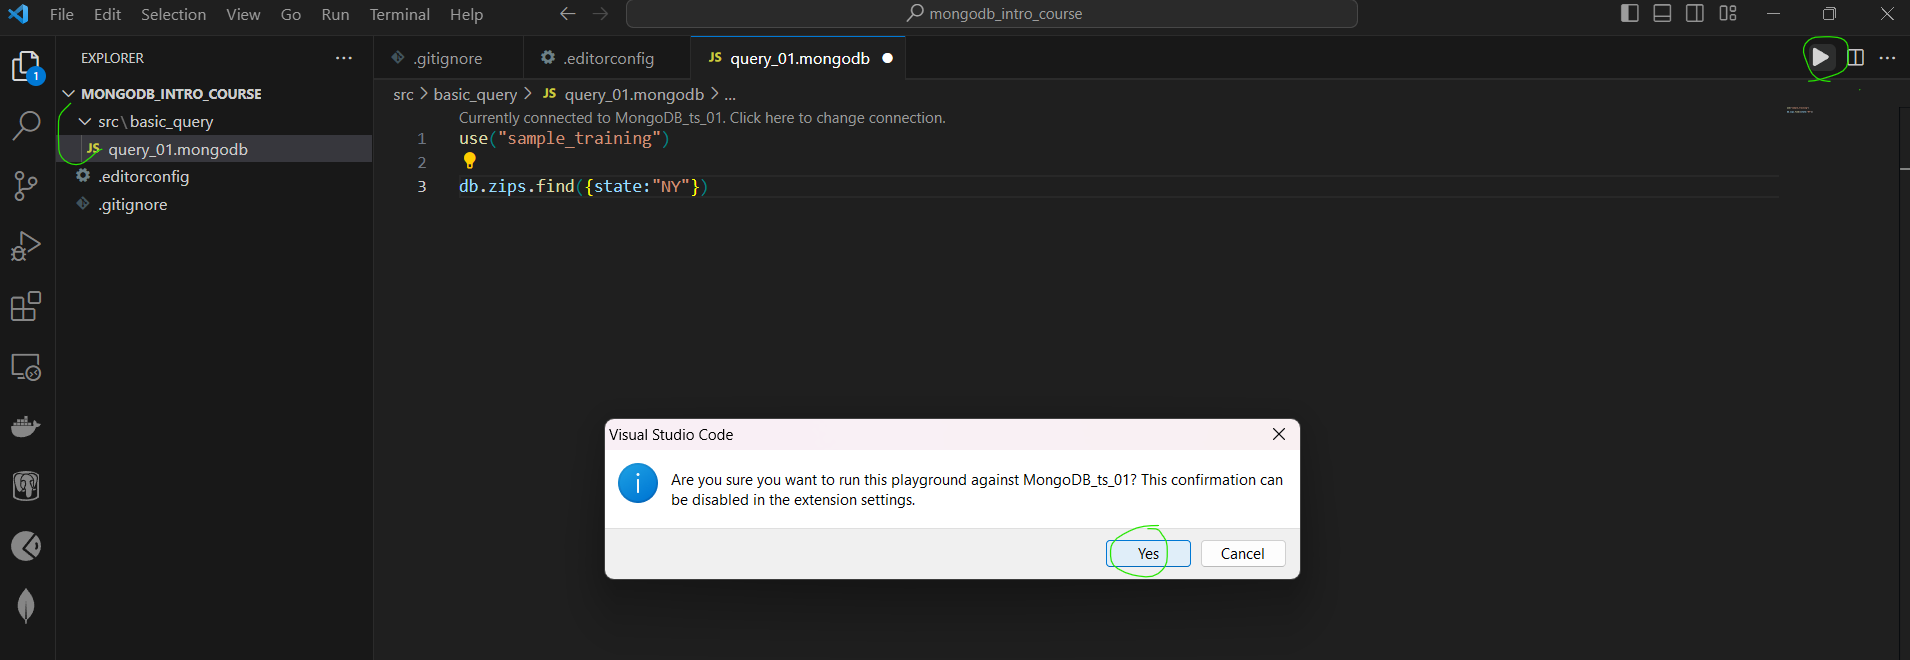 File Edit Selection View Go Run Terminal Help
mongodb_intro_course
EXPLORER
MONGODB_INTRO_COURSE
src\basic_query
JS query_01.mongodb
.editorconfig
.gitignore
1
.gitignore
.editorconfig
JS query_01.mongodb
src > basic_query > JS query_01.mongodb > ...
Currently connected to MongoDB_ts_01. Click here to change connection.
1 use("sample_training")
2
3 db.zips.find({state:"NY"})
Visual Studio Code
Are you sure you want to run this playground against MongoDB_ts_01? This confirmation can
be disabled in the extension settings.
Yes
Cancel